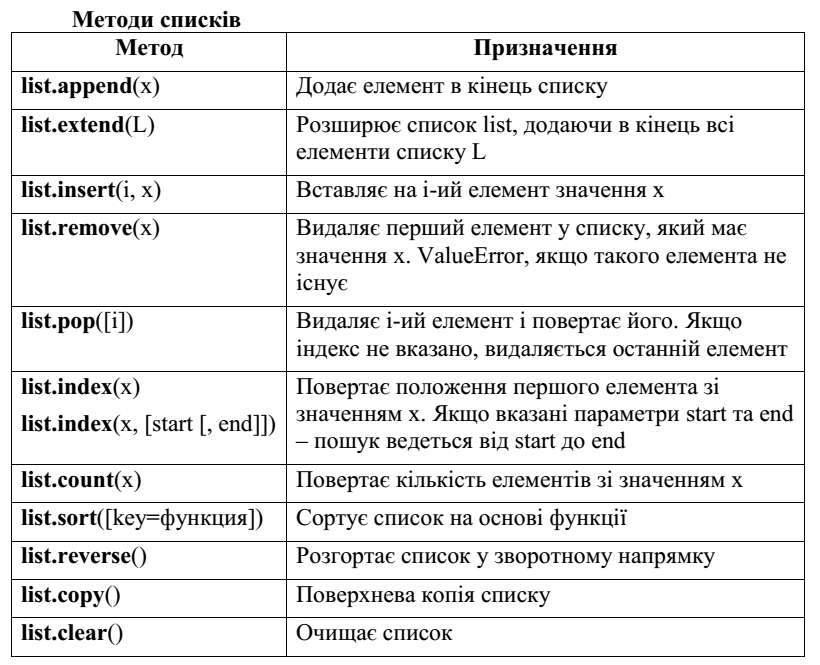 Методи списків
Метод Призначення
list.append(x) Додає елемент в кінець списку
list.extend(L) Розширює список list, додаючи в кінець всі
елементи списку L
list.insert(i, x) Вставляє на i-ий елемент значення x
list.remove(x) Видаляє перший елемент у списку, який має
значення x. ValueError, якщо такого елемента не
існує
list.pop([i]) Видаляє i-ий елемент і повертає його. Якщо
індекс не вказано, видаляється останній елемент
list.index(x) Повертає положення першого елемента зі
list.index(x, [start [, end]]) значенням x. Якщо вказані параметри start та end
– пошук ведеться від start до end
list.count(x) Повертає кількість елементів зі значенням x
list.sort([key=функция]) Сортує список на основі функції
list.reverse() Розгортає список у зворотному напрямку
list.copy() Поверхнева копія списку
list.clear() Очищає список